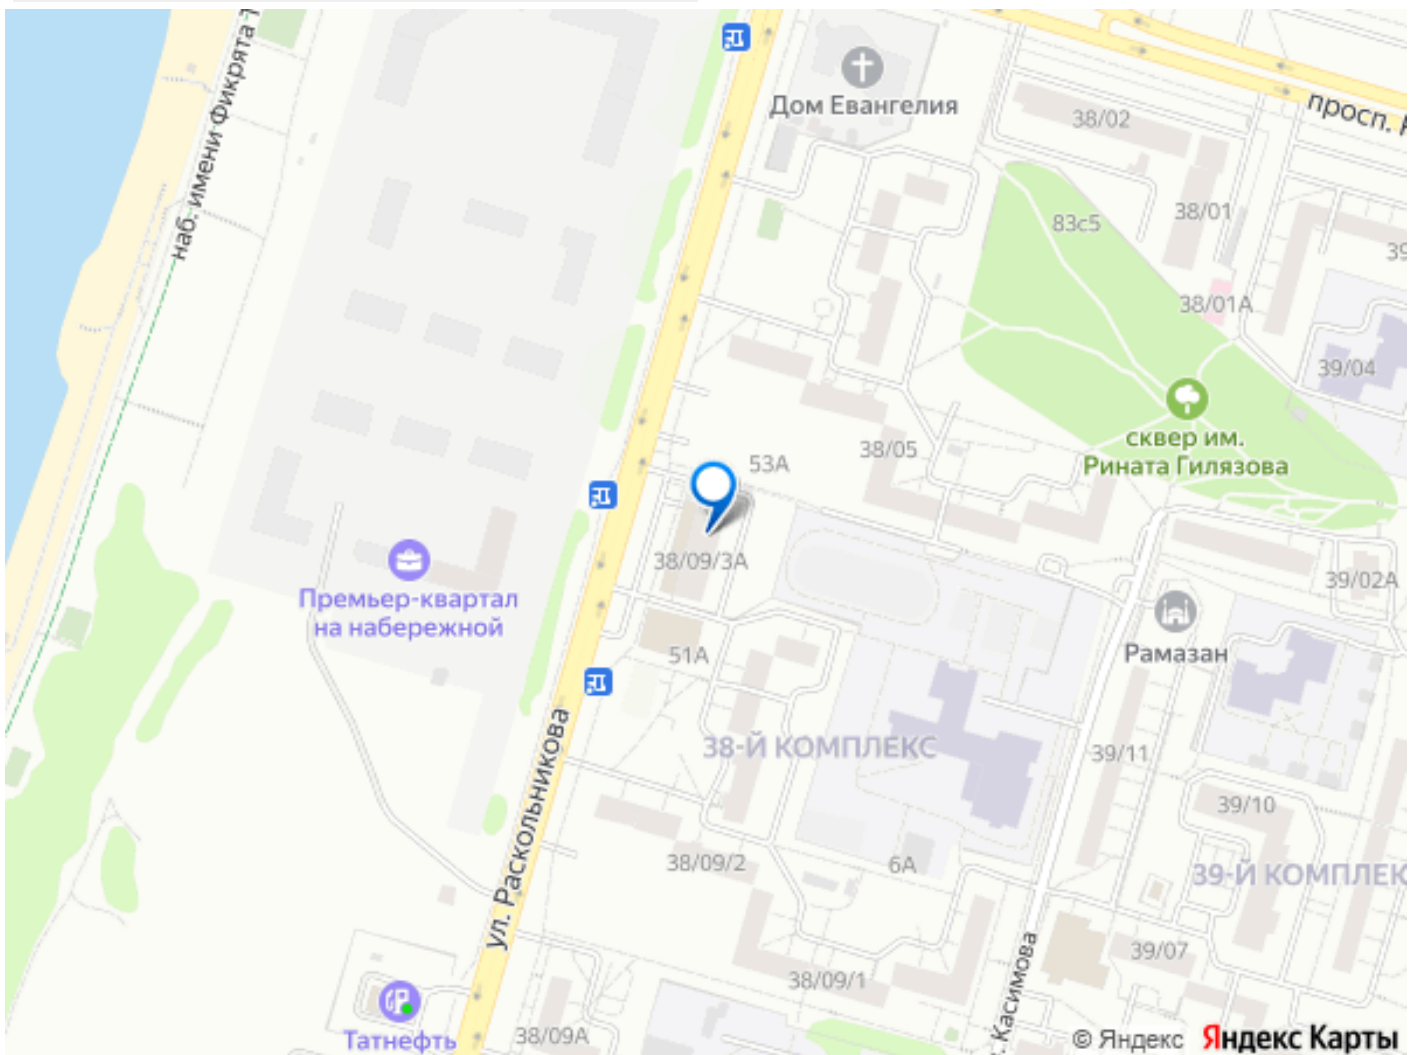 наб. имени Фикрята
Дом Евангелия
38/02
просп.
38/01
83с5
39
38/01А
39/04
сквер им.
Рината Гилязова
53А
38/05
38/09/3А
39/02А
Премьер-квартал
на набережной
51А
Рамазан
38-Й КОМПЛЕКС
39/11
ул. Раскольникова
39/10
38/09/2
6А
39-Й КОМПЛЕК
39/07
38/09/1
Касимова
Татнефть
38/09А
© Яндекс Яндекс Карты